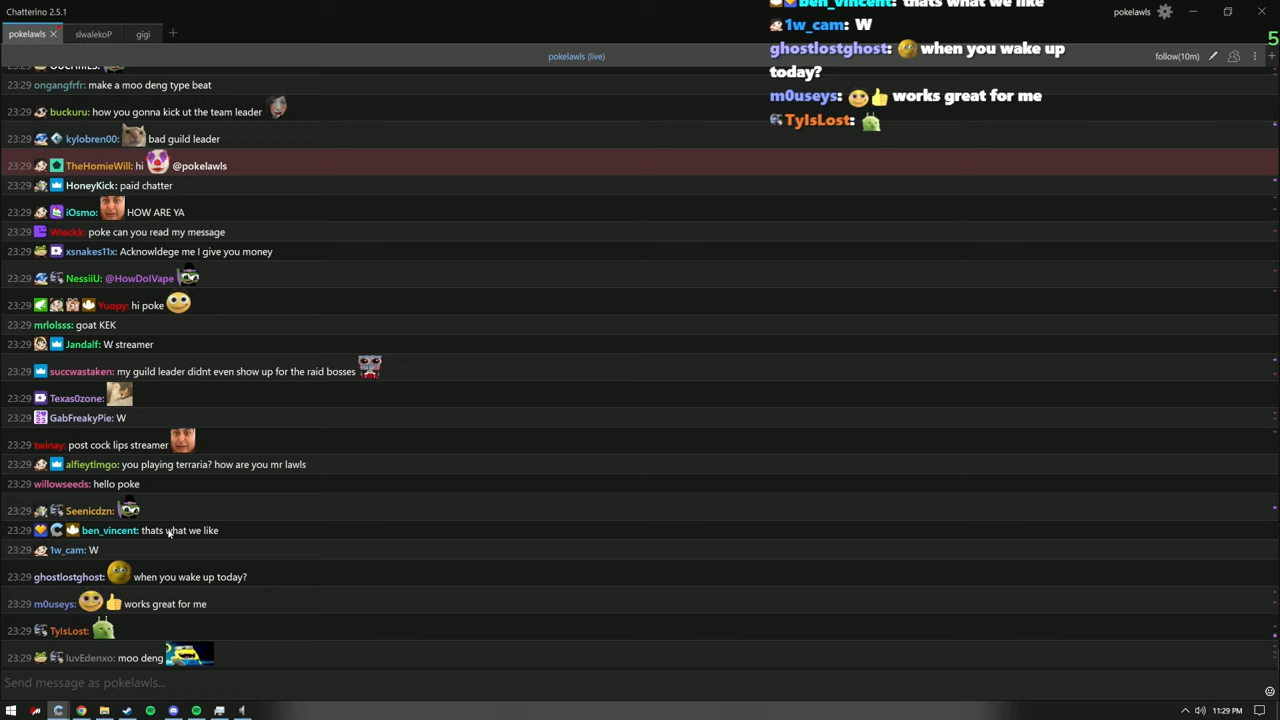 Chatterino 2.5.1
pokelawls
pokelawls
slwalekoP
gigi
pokelawls (live)
follow(10m)
5
ben_vincent: thats what we like
1w_cam: W
ghostlostghost: when you wake up
today?
m0useys: works great for me
TyIsLost:
23:29 ongangfrfr: make a moo deng type beat
23:29 buckuru: how you gonna kick ut the team leader
23:29 kylobren00: bad guild leader
23:29 TheHomieWill: hi @pokelawls
23:29 HoneyKick: paid chatter
23:29 iOsmo: HOW ARE YA
23:29 Wieckk: poke can you read my message
23:29 xsnakes11x: Acknowldege me I give you money
23:29 NessiiU: @HowDoIVape
23:29 Yuopy: hi poke
23:29 mrlolsss: goat KEK
23:29 Jandalf: W streamer
23:29 succwastaken: my guild leader didnt even show up for the raid bosses
23:29 Texas0zone:
23:29 GabFreakyPie: W
23:29 twinay: post cock lips streamer
23:29 alfieytlmgo: you playing terraria? how are you mr lawls
23:29 willowseeds: hello poke
23:29 Seenicdzn:
23:29 ben_vincent: thats what we like
23:29 1w_cam: W
23:29 ghostlostghost: when you wake up today?
23:29 m0useys: works great for me
23:29 TyIsLost:
23:29 luvEdenxo: moo deng
Send message as pokelawls...
11:29 PM